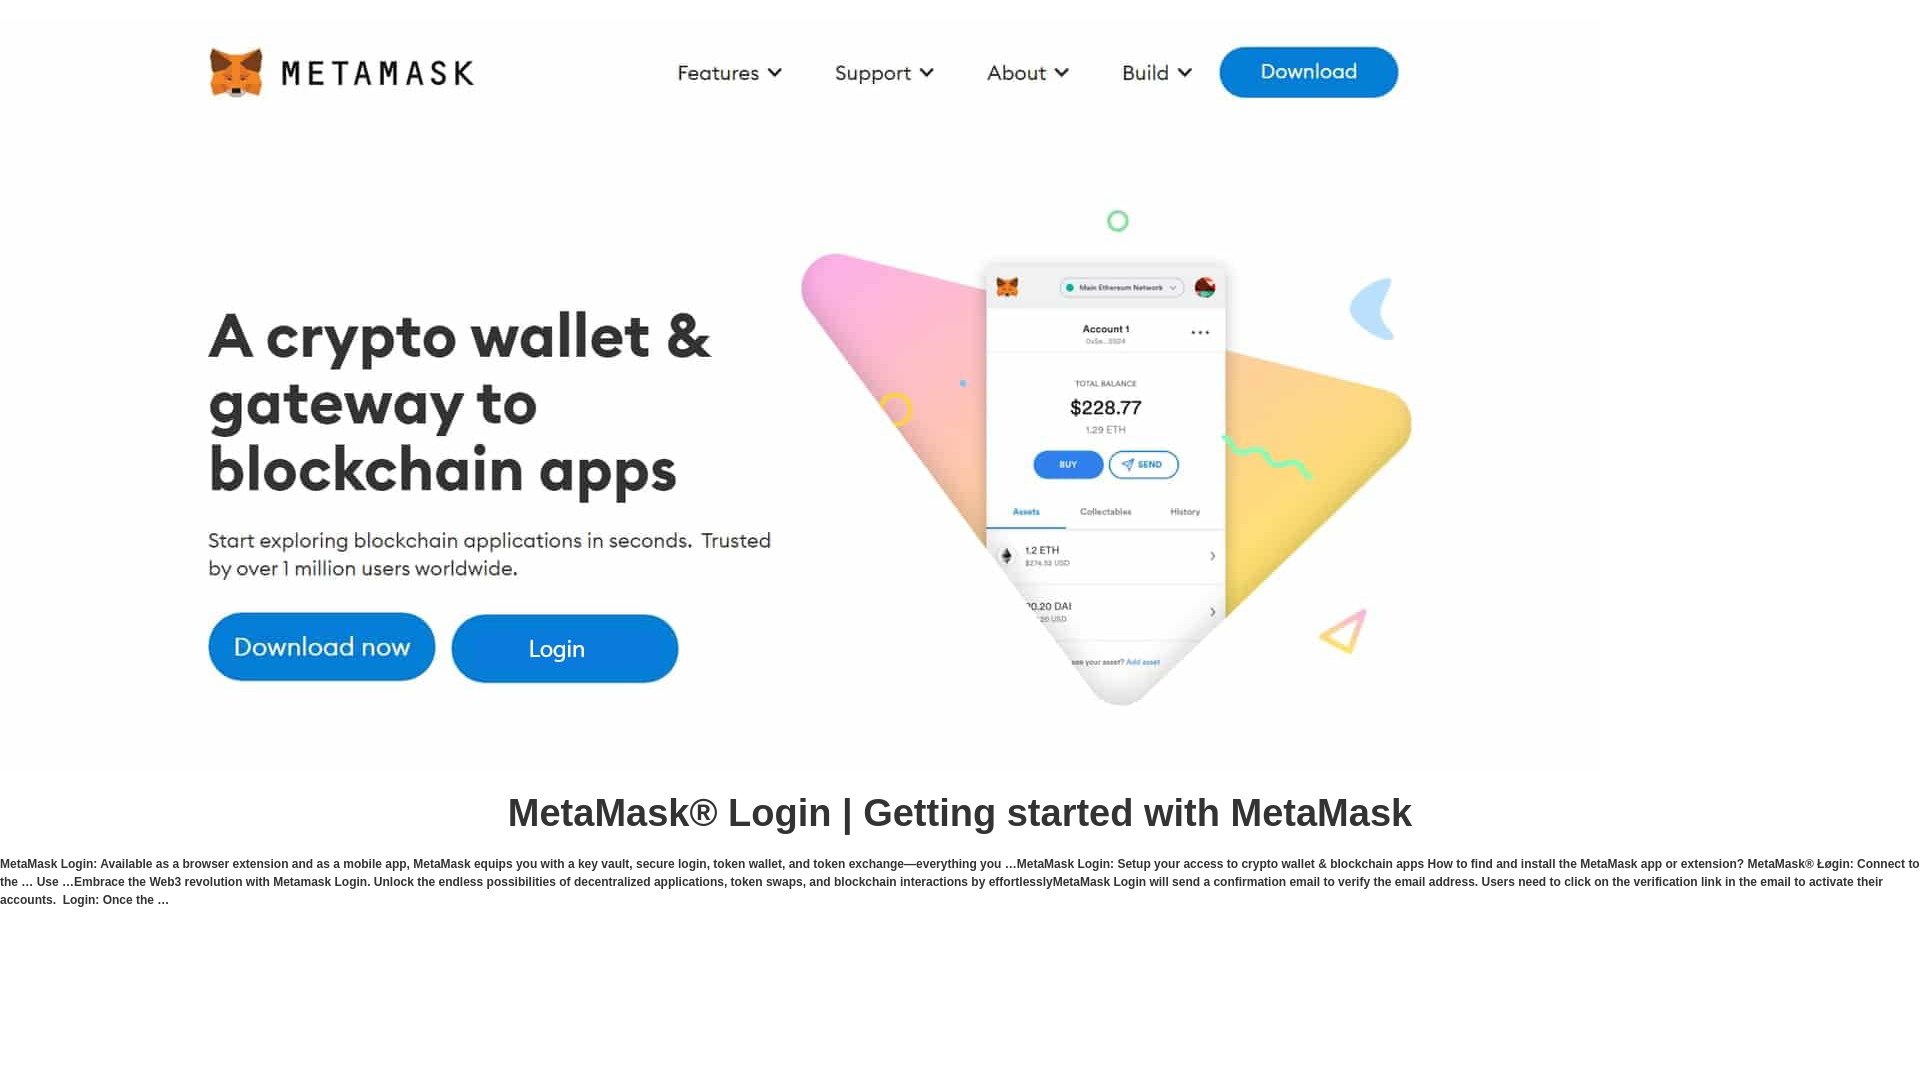 METAMASK
Features
Support
About
Build
Download
A crypto wallet &
gateway to
blockchain apps
Start exploring blockchain applications in seconds. Trusted
by over 1 million users worldwide.
Download now
Login
Main Ethereum Network
Account 1
TOTAL BALANCE
$228.77
1.29 ETH
BUY
SEND
Assets
Collectables
History
1.2 ETH
0.20 DAI
20 USD
see your asset? Add asset
MetaMask® Login | Getting started with MetaMask
MetaMask Login: Available as a browser extension and as a mobile app, MetaMask equips you with a key vault, secure login, token wallet, and token exchange—everything you …MetaMask Login: Setup your access to crypto wallet & blockchain apps How to find and install the MetaMask app or extension? MetaMask® Łøgin: Connect to
the … Use …Embrace the Web3 revolution with Metamask Login. Unlock the endless possibilities of decentralized applications, token swaps, and blockchain interactions by effortlesslyMetaMask Login will send a confirmation email to verify the email address. Users need to click on the verification link in the email to activate their
accounts.  Login: Once the …